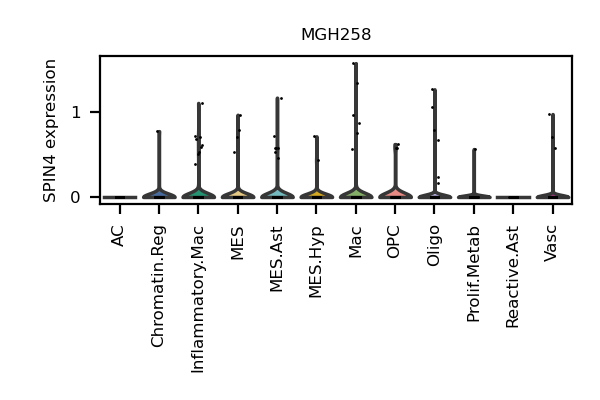 MGH258
SPIN4 expression
1
0
AC
Chromatin.Reg
Inflammatory.Mac
MES
MES.Ast
MES.Hyp
Mac
OPC
Oligo
Prolif.Metab
Reactive.Ast
Vasc